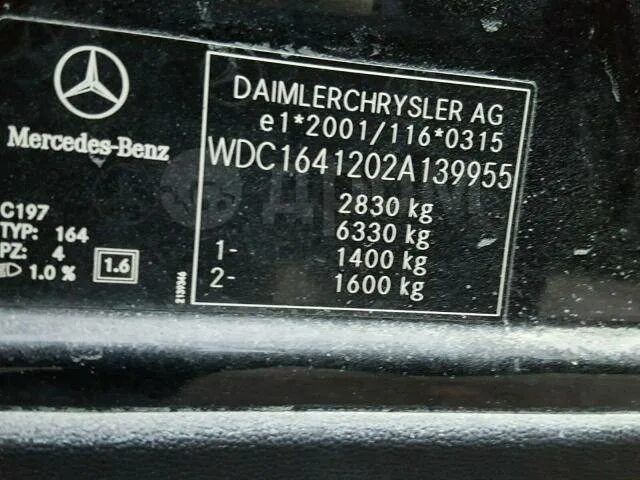 Mercedes-Benz
DAIMLERCHRYSLER AG
e1*2001/116*0315
WDC1641202A139955
2830 kg
6330 kg
1- 1400 kg
2- 1600 kg
C197
TYP: 164
PZ: 4
1.0 %
1.6
2139346